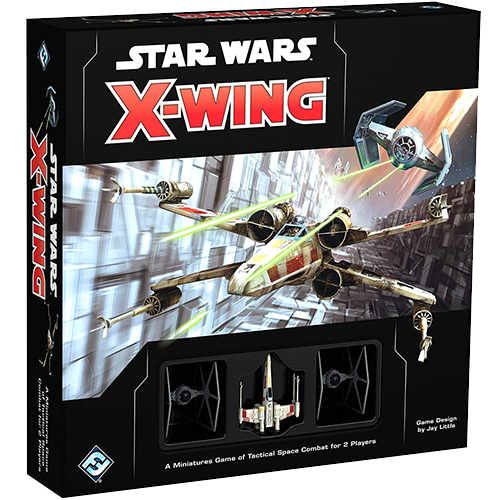 STAR WARS
X-WING
Game Design
by Jay Little
A Miniatures Game of Tactical Space Combat for 2 Players
STAR WARS
X-WING
A Miniatures Game
of Tactical Space
Combat for 2 Players